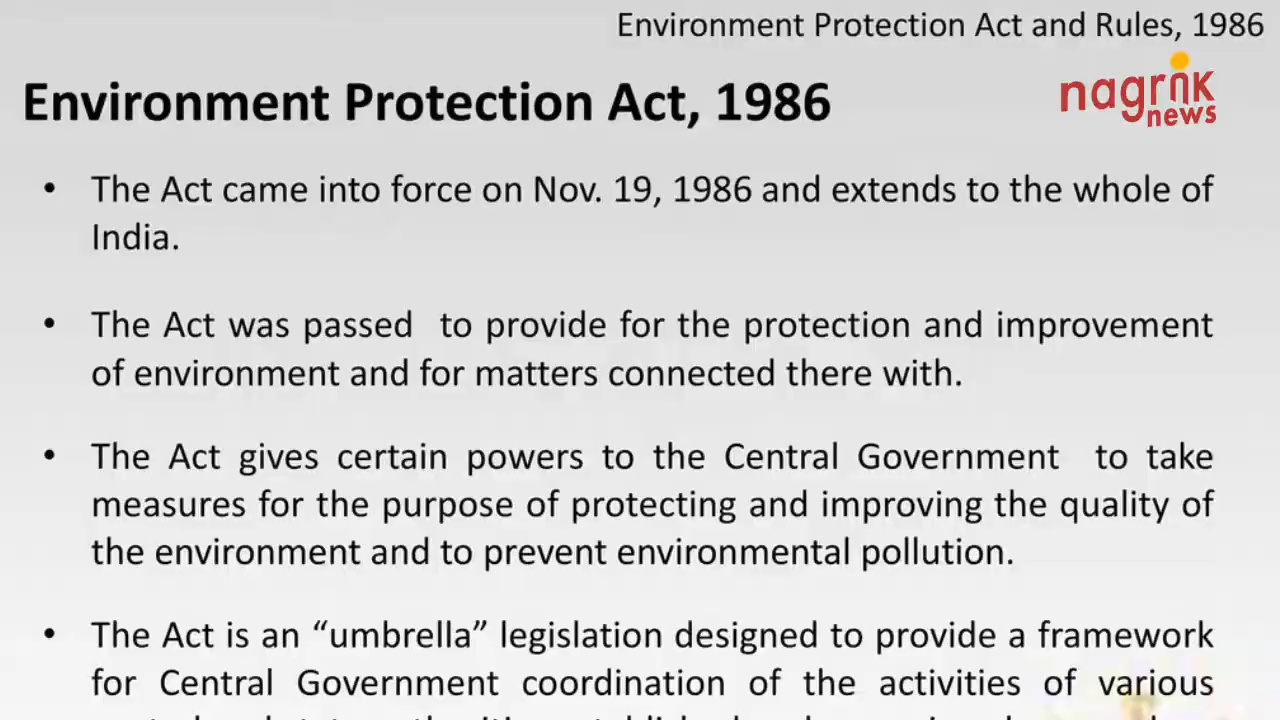 Environment Protection Act and Rules, 1986
Environment Protection Act, 1986
nagrik
news
• The Act came into force on Nov. 19, 1986 and extends to the whole of
India.
• The Act was passed to provide for the protection and improvement
of environment and for matters connected there with.
• The Act gives certain powers to the Central Government to take
measures for the purpose of protecting and improving the quality of
the environment and to prevent environmental pollution.
• The Act is an “umbrella” legislation designed to provide a framework
for Central Government coordination of the activities of various